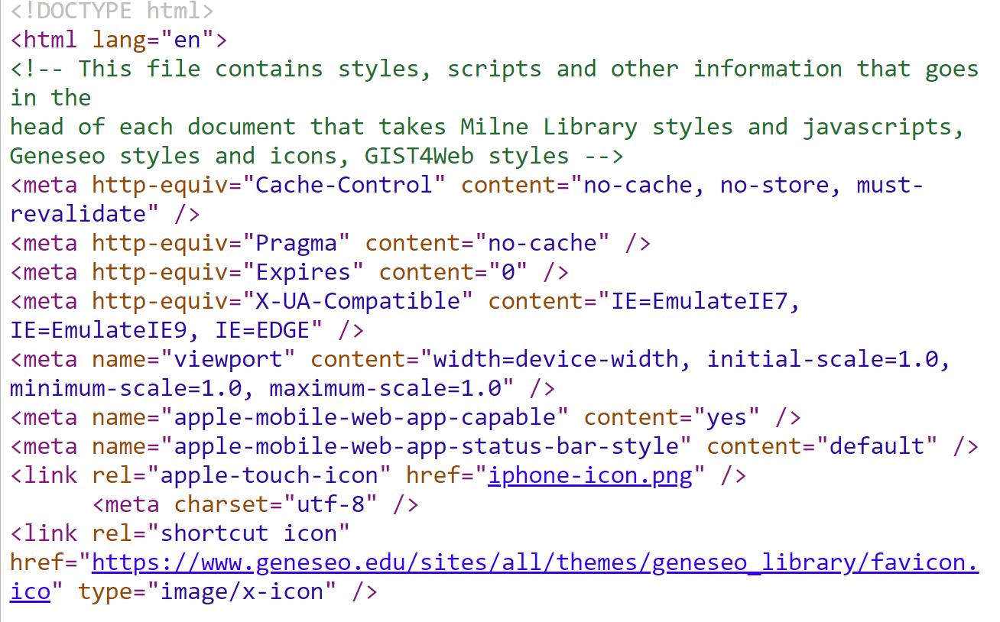 <!DOCTYPE html>
<html lang="en">
<!-- This file contains styles, scripts and other information that goes
in the
head of each document that takes Milne Library styles and javascripts,
Geneseo styles and icons, GIST4Web styles -->
<meta http-equiv="Cache-Control" content="no-cache, no-store, must-
revalidate" />
<meta http-equiv="Pragma" content="no-cache" />
<meta http-equiv="Expires" content="0" />
<meta http-equiv="X-UA-Compatible" content="IE=EmulateIE7,
IE=EmulateIE9, IE=EDGE" />
<meta name="viewport" content="width=device-width, initial-scale=1.0,
minimum-scale=1.0, maximum-scale=1.0" />
<meta name="apple-mobile-web-app-capable" content="yes" />
<meta name="apple-mobile-web-app-status-bar-style" content="default" />
<link rel="apple-touch-icon" href="iphone-icon.png" />
      <meta charset="utf-8" />
<link rel="shortcut icon"
href="https://www.geneseo.edu/sites/all/themes/geneseo_library/favicon.
ico" type="image/x-icon" />